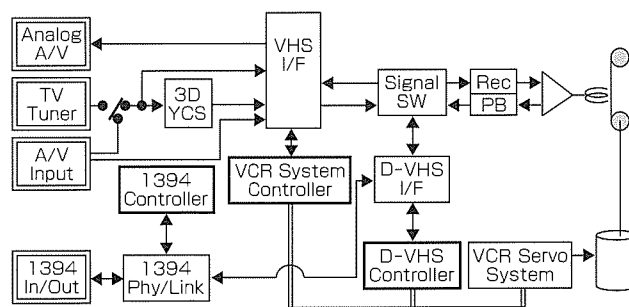 Analog
A/V
TV
Tuner
A/V
Input
3D
YCS
VHS
I/F
Signal
SW
Rec
PB
1394
Controller
VCR System
Controller
D-VHS
I/F
1394
In/Out
1394
Phy/Link
D-VHS
Controller
VCR Servo
System